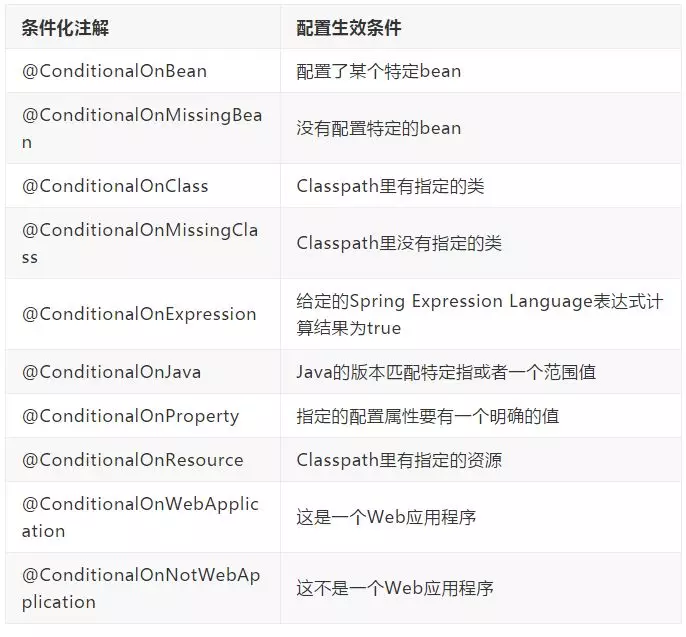 条件化注解 配置生效条件
@ConditionalOnBean 配置了某个特定bean
@ConditionalOnMissingBea
n
没有配置特定的bean
@ConditionalOnClass Classpath里有指定的类
@ConditionalOnMissingCla
ss
Classpath里没有指定的类
@ConditionalOnExpression
给定的Spring Expression Language表达式计
算结果为true
@ConditionalOnJava Java的版本匹配特定指或者一个范围值
@ConditionalOnProperty 指定的配置属性要有一个明确的值
@ConditionalOnResource Classpath里有指定的资源
@ConditionalOnWebApplic
ation
这是一个Web应用程序
@ConditionalOnNotWebAp
plication
这不是一个Web应用程序